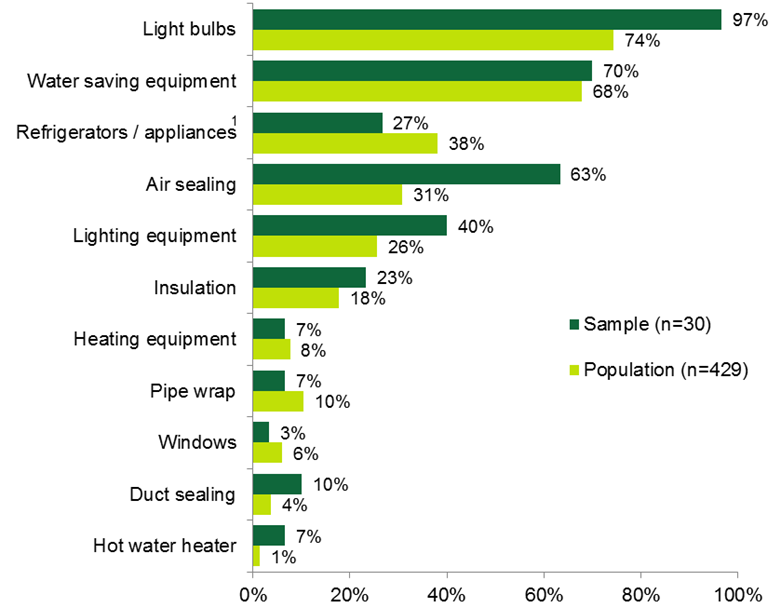 Light bulbs
97%
74%
Water saving equipment
70%
68%
Refrigerators / appliances¹
27%
38%
Air sealing
63%
31%
Lighting equipment
40%
26%
Insulation
23%
18%
Heating equipment
7%
8%
Pipe wrap
7%
10%
Windows
3%
6%
Duct sealing
10%
4%
Hot water heater
7%
1%
Sample (n=30)
Population (n=429)
0% 20% 40% 60% 80% 100%